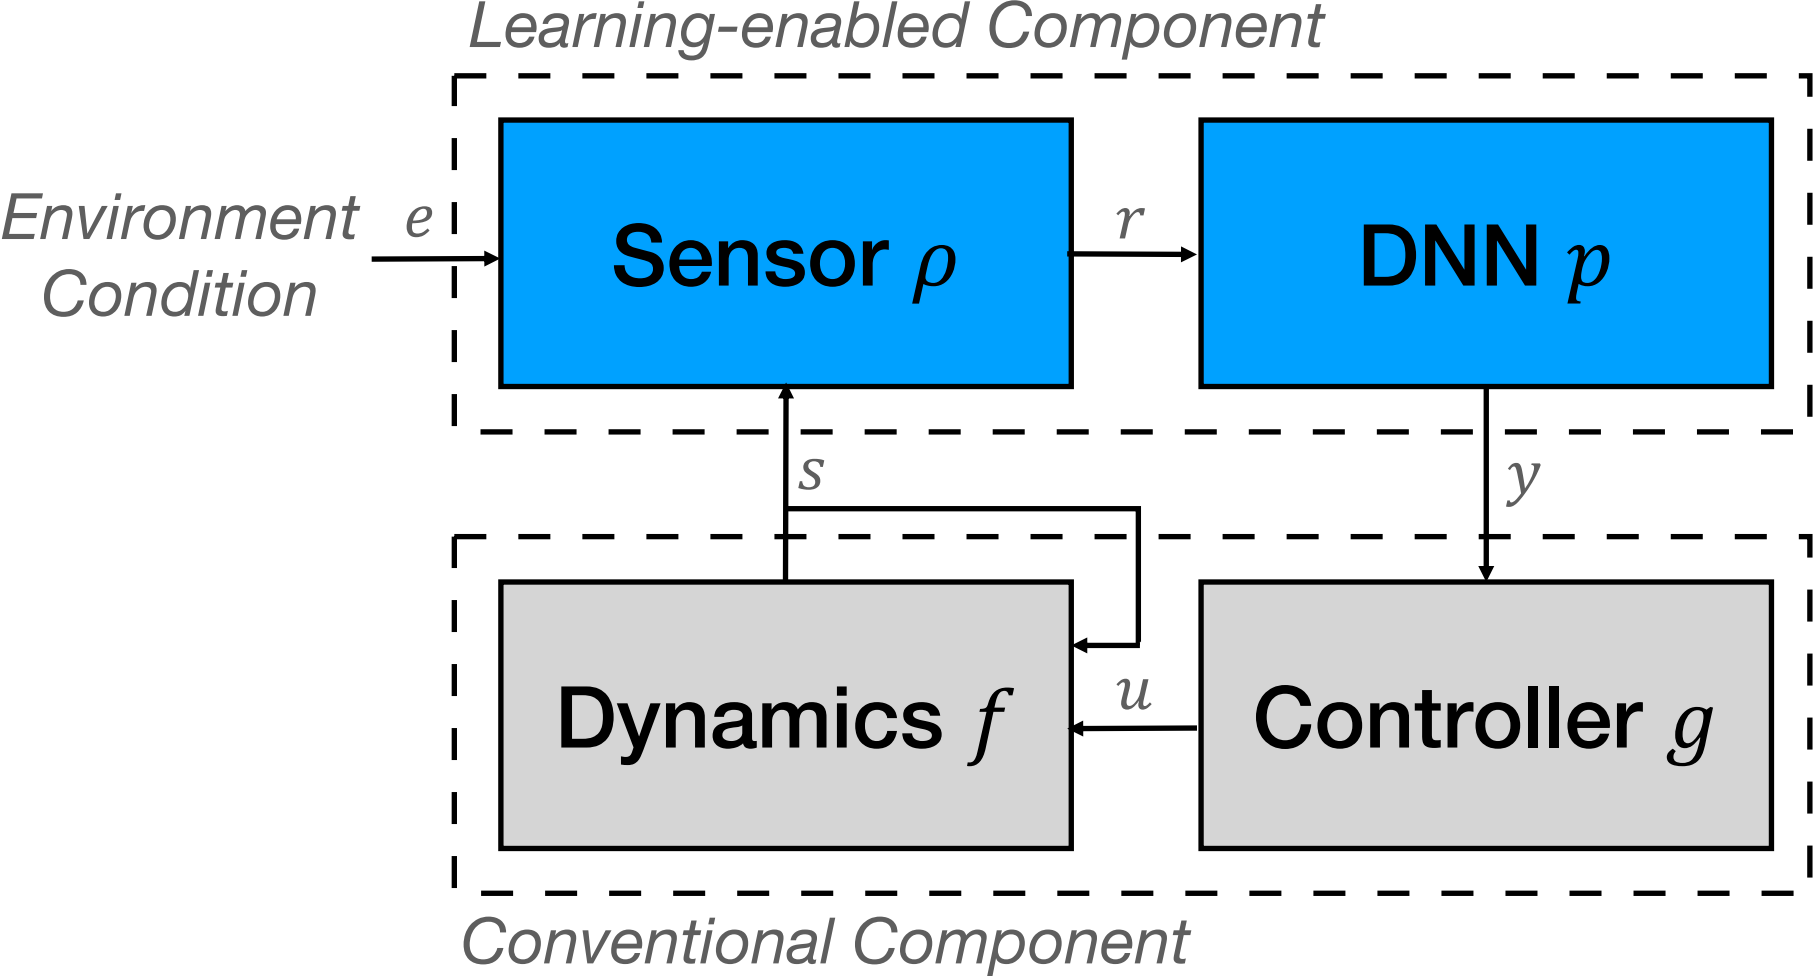 Learning-enabled Component
Environment
Condition
e
Sensor ρ
r
DNN p
s
y
Dynamics f
u
Controller g
Conventional Component